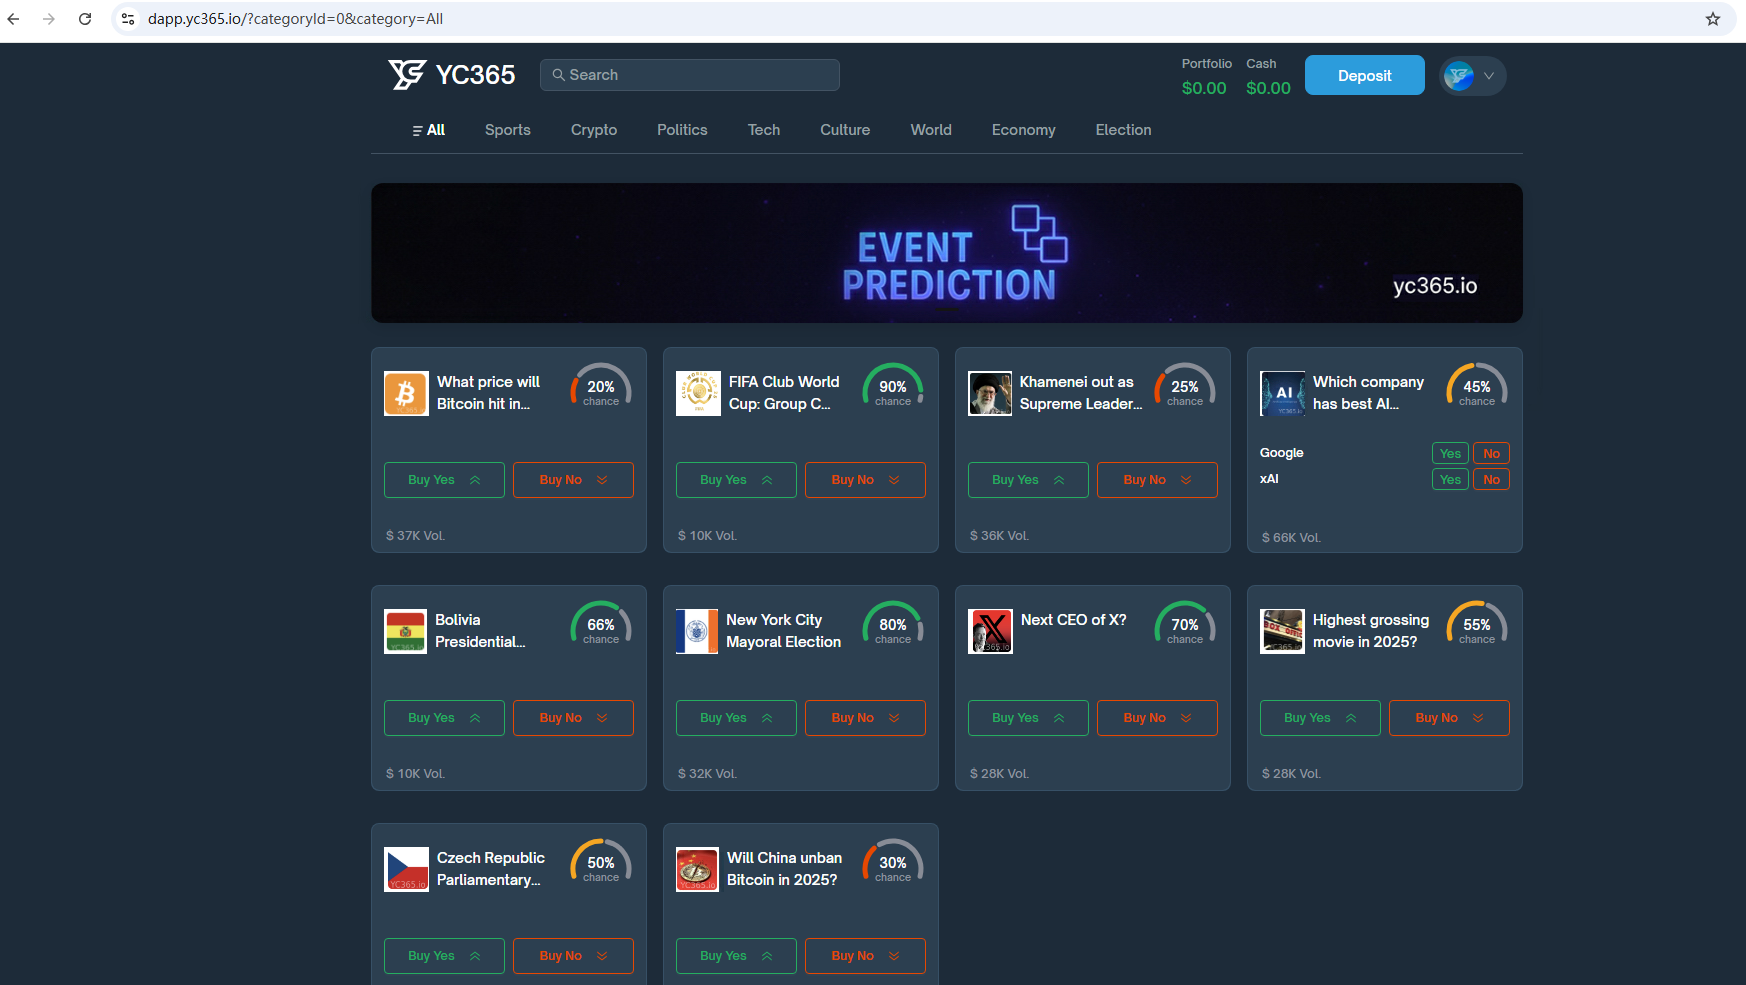 dapp.yc365.io/?categoryId=0&category=All
YC365
Search
Portfolio
Cash
$0.00
$0.00
Deposit
All
Sports
Crypto
Politics
Tech
Culture
World
Economy
Election
EVENT
PREDICTION
yc365.io
What price will
Bitcoin hit in...
20%
chance
Buy Yes
Buy No
$ 37K Vol.
FIFA Club World
Cup: Group C...
90%
chance
Buy Yes
Buy No
$ 10K Vol.
Khamenei out as
Supreme Leader...
25%
chance
Buy Yes
Buy No
$ 36K Vol.
AI
Which company
has best AI...
45%
chance
Google
Yes
No
xAI
Yes
No
$ 66K Vol.
Bolivia
Presidential...
66%
chance
Buy Yes
Buy No
$ 10K Vol.
New York City
Mayoral Election
80%
chance
Buy Yes
Buy No
$ 32K Vol.
Next CEO of X?
70%
chance
Buy Yes
Buy No
$ 28K Vol.
Highest grossing
movie in 2025?
55%
chance
Buy Yes
Buy No
$ 28K Vol.
YC365.io
Czech Republic
Parliamentary...
50%
chance
Buy Yes
Buy No
YC365.io
Will China unban
Bitcoin in 2025?
30%
chance
Buy Yes
Buy No